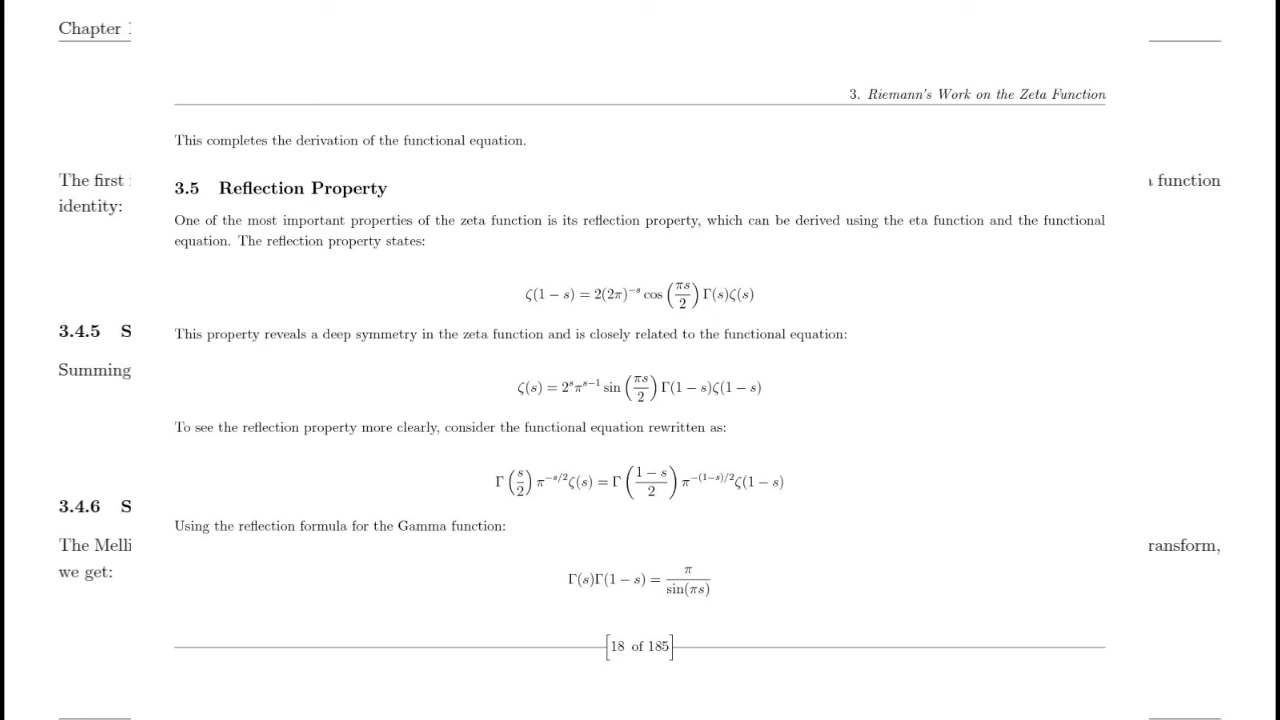 Chapter
3. Riemann's Work on the Zeta Function
This completes the derivation of the functional equation.
The first
function
identity:
3.5 Reflection Property
One of the most important properties of the zeta function is its reflection property, which can be derived using the eta function and the functional
equation. The reflection property states:
ζ(1 − s) = 2(2π)^{−s} cos(πs/2) Γ(s)ζ(s)
3.4.5 S
This property reveals a deep symmetry in the zeta function and is closely related to the functional equation:
Summing
ζ(s) = 2^s π^{s−1} sin(πs/2) Γ(1 − s)ζ(1 − s)
To see the reflection property more clearly, consider the functional equation rewritten as:
Γ(s/2) π^{−s/2} ζ(s) = Γ((1 − s)/2) π^{−(1−s)/2} ζ(1 − s)
3.4.6 S
Using the reflection formula for the Gamma function:
The Melli
ransform,
we get:
Γ(s)Γ(1 − s) = π/sin(πs)
[18 of 185]